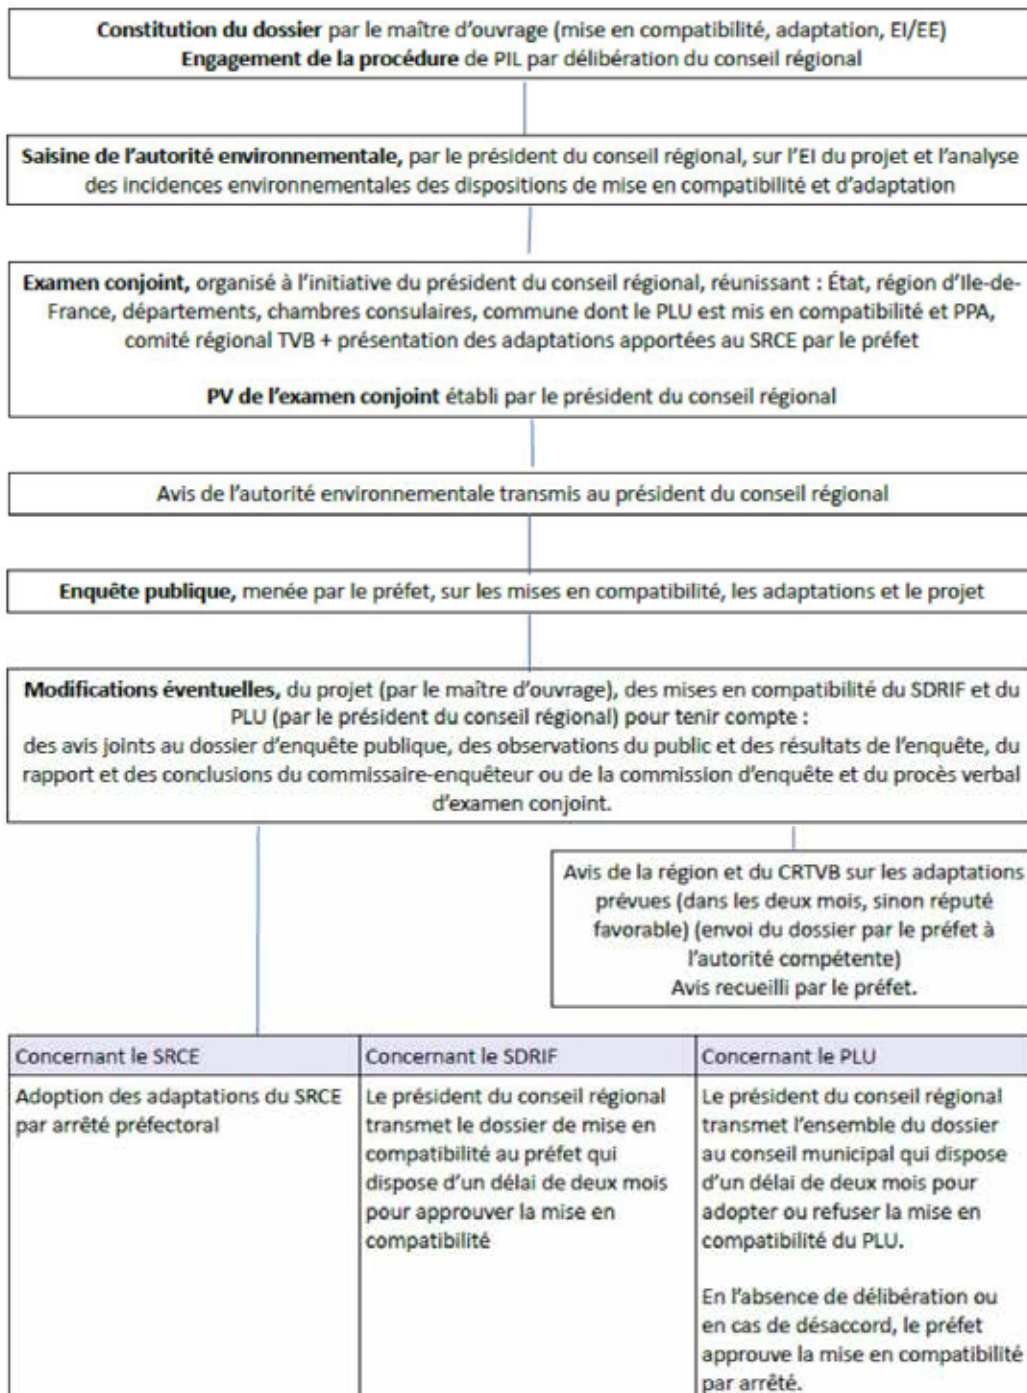 Constitution du dossier par le maître d'ouvrage (mise en compatibilité, adaptation, EI/EE)
Engagement de la procédure de PIL par délibération du conseil régional
Saisine de l'autorité environnementale, par le président du conseil régional, sur l'EI du projet et l'analyse
des incidences environnementales des dispositions de mise en compatibilité et d'adaptation
Examen conjoint, organisé à l'initiative du président du conseil régional, réunissant : État, région d'Ile-de-
France, départements, chambres consulaires, commune dont le PLU est mis en compatibilité et PPA,
comité régional TVB + présentation des adaptations apportées au SRCE par le préfet
PV de l'examen conjoint établi par le président du conseil régional
Avis de l'autorité environnementale transmis au président du conseil régional
Enquête publique, menée par le préfet, sur les mises en compatibilité, les adaptations et le projet
Modifications éventuelles, du projet (par le maître d'ouvrage), des mises en compatibilité du SDRIF et du
PLU (par le président du conseil régional) pour tenir compte :
des avis joints au dossier d'enquête publique, des observations du public et des résultats de l'enquête, du
rapport et des conclusions du commissaire-enquêteur ou de la commission d'enquête et du procès verbal
d'examen conjoint.
Avis de la région et du CRTVB sur les adaptations
prévues (dans les deux mois, sinon réputé
favorable) (envoi du dossier par le préfet à
l'autorité compétente)
Avis recueilli par le préfet.
Concernant le SRCE
Adoption des adaptations du SRCE
par arrêté préfectoral
Concernant le SDRIF
Le président du conseil régional
transmet le dossier de mise en
compatibilité au préfet qui
dispose d'un délai de deux mois
pour approuver la mise en
compatibilité
Concernant le PLU
Le président du conseil régional
transmet l'ensemble du dossier
au conseil municipal qui dispose
d'un délai de deux mois pour
adopter ou refuser la mise en
compatibilité du PLU.
En l'absence de délibération ou
en cas de désaccord, le préfet
approuve la mise en compatibilité
par arrêté.